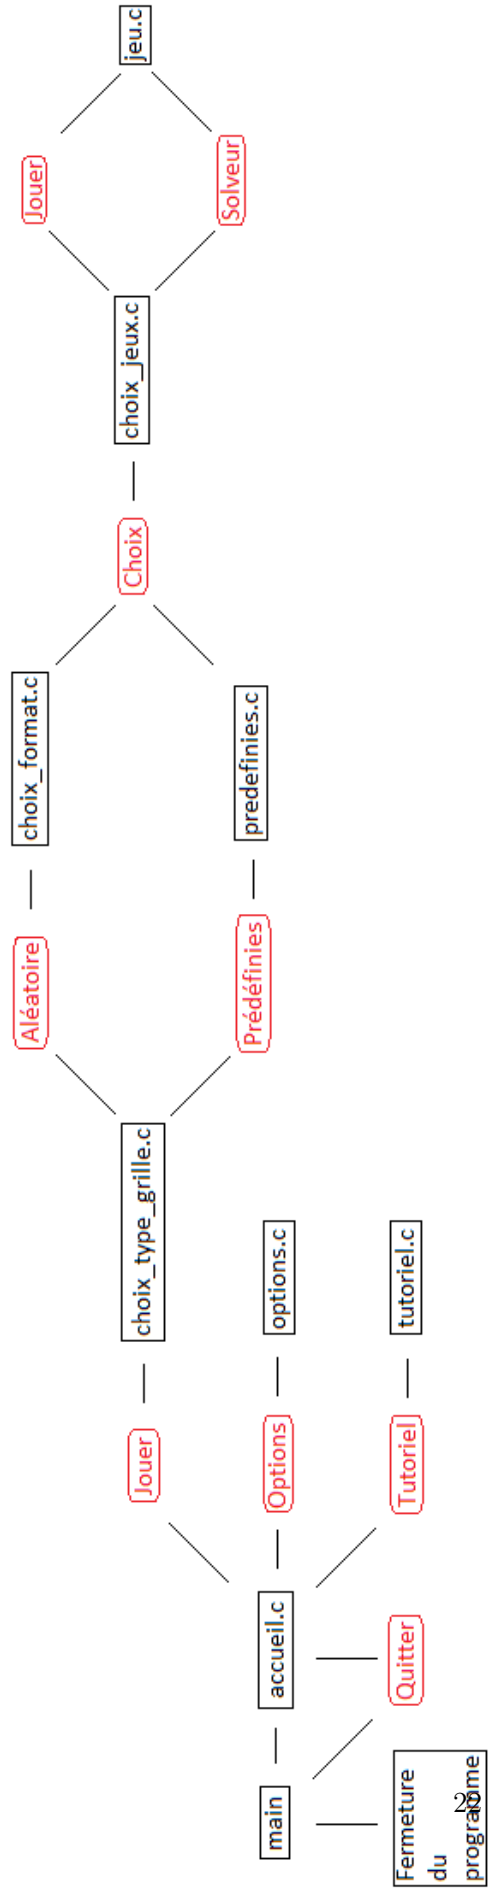 main
Fermeture
du
programme
accueil.c
Quitter
Jouer
Options
Tutoriel
choix_type_grille.c
options.c
tutoriel.c
Aléatoire
Prédéfinies
choix_format.c
predefinies.c
Choix
choix_jeux.c
Jouer
Solveur
jeu.c
22